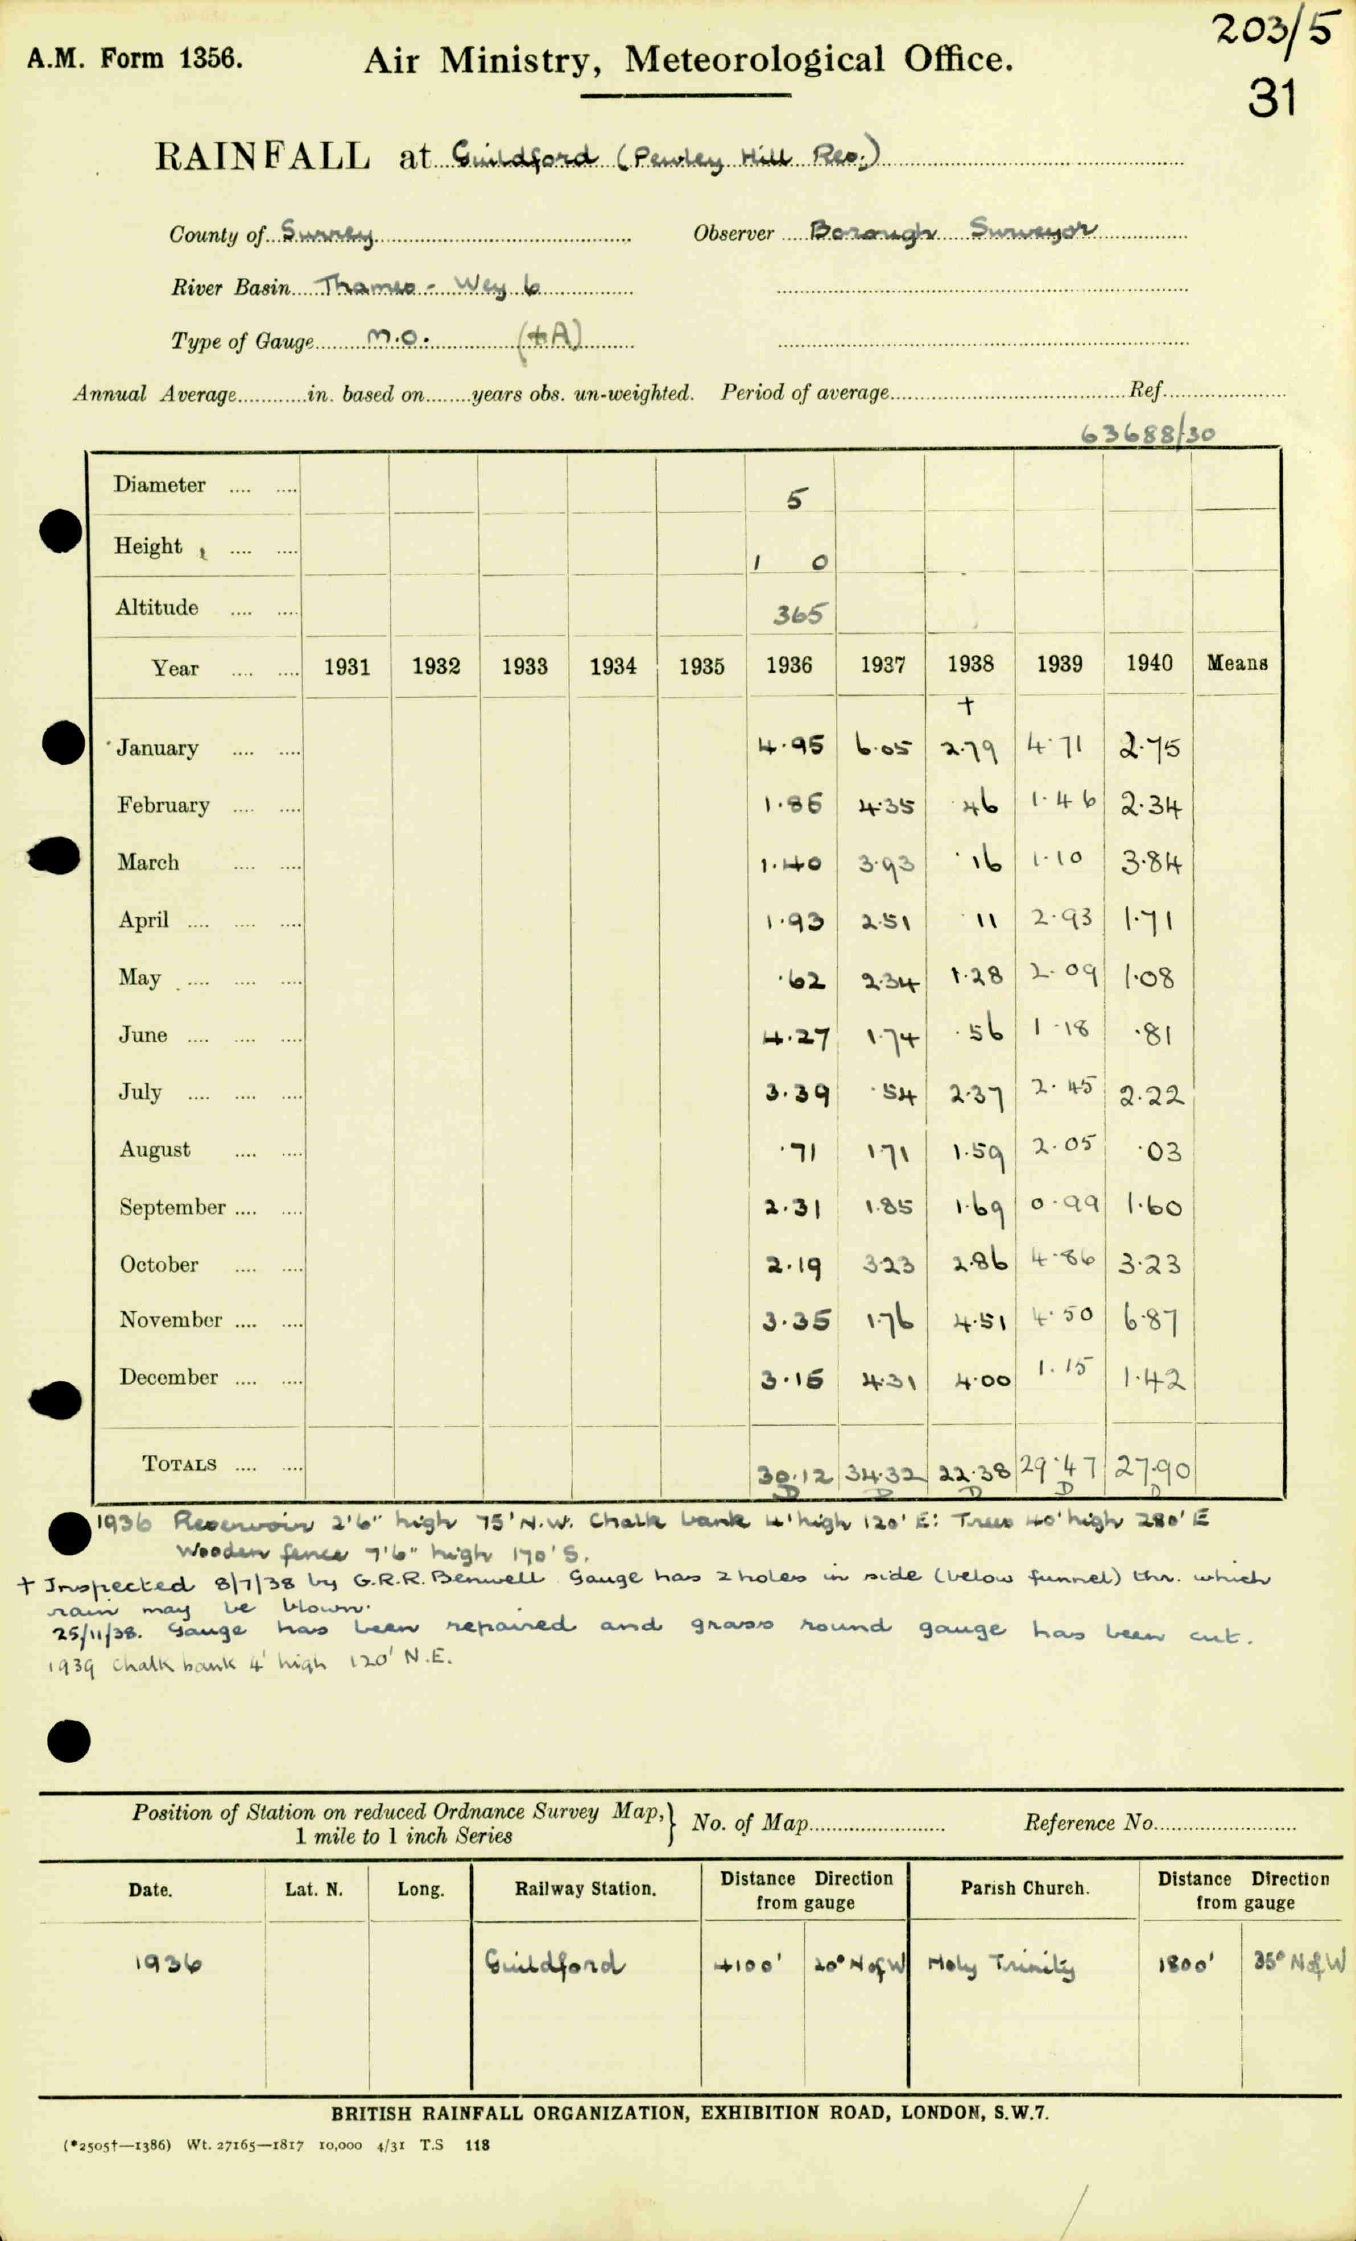 203/5
A.M. Form 1356. Air Ministry, Meteorological Office.
31
RAINFALL at Guildford (Pewley Hill Res.)
County of Surrey Observer Borough Surveyor
River Basin Thames - Wey 6
Type of Gauge M.O. (+A)
Annual Average............in. based on........years obs. un-weighted. Period of average.......... Ref..........
63688/30
Diameter .... .... 5
Height .... .... 1 0
Altitude .... .... 365
Year .... .... 1931 1932 1933 1934 1935 1936 1937 1938 1939 1940 Means
+
January .... .... 4.95 6.05 2.79 4.71 2.75
February .... .... 1.85 4.35 .46 1.46 2.34
March .... .... 1.40 3.93 .16 1.10 3.84
April .... .... .... 1.93 2.51 .11 2.93 1.71
May .... .... .... .62 2.34 1.28 2.09 1.08
June .... .... .... 4.27 1.74 .56 1.18 .81
July .... .... .... 3.39 .54 2.37 2.45 2.22
August .... .... .71 1.71 1.59 2.05 .03
September .... .... 2.31 1.85 1.69 0.99 1.60
October .... .... 2.19 3.23 2.86 4.86 3.23
November .... .... 3.35 1.76 4.51 4.50 6.87
December .... .... 3.15 4.31 4.00 1.15 1.42
TOTALS .... .... 30.12 34.32 22.38 29.47 27.90
D D D D D
1936 Reservoir 2'6" high 75' N.W. Chalk bank 4' high 120' E: Trees 40' high 280' E
Wooden fence 7'6" high 170' S.
+ Inspected 8/7/38 by G.R.R. Benwell Gauge has 2 holes in side (below funnel) thr. which
rain may be blown.
25/11/38. Gauge has been repaired and grass round gauge has been cut.
1939 Chalk bank 4' high 120' N.E.
Position of Station on reduced Ordnance Survey Map, } No. of Map.......... Reference No..........
1 mile to 1 inch Series
Date. Lat. N. Long. Railway Station. Distance Direction from gauge Parish Church. Distance Direction from gauge
1936 Guildford 4100' 20° N of W Holy Trinity 1800' 35° N of W
BRITISH RAINFALL ORGANIZATION, EXHIBITION ROAD, LONDON, S.W.7.
(*2505†—1386) Wt. 27165—1817 10,000 4/31 T.S 118